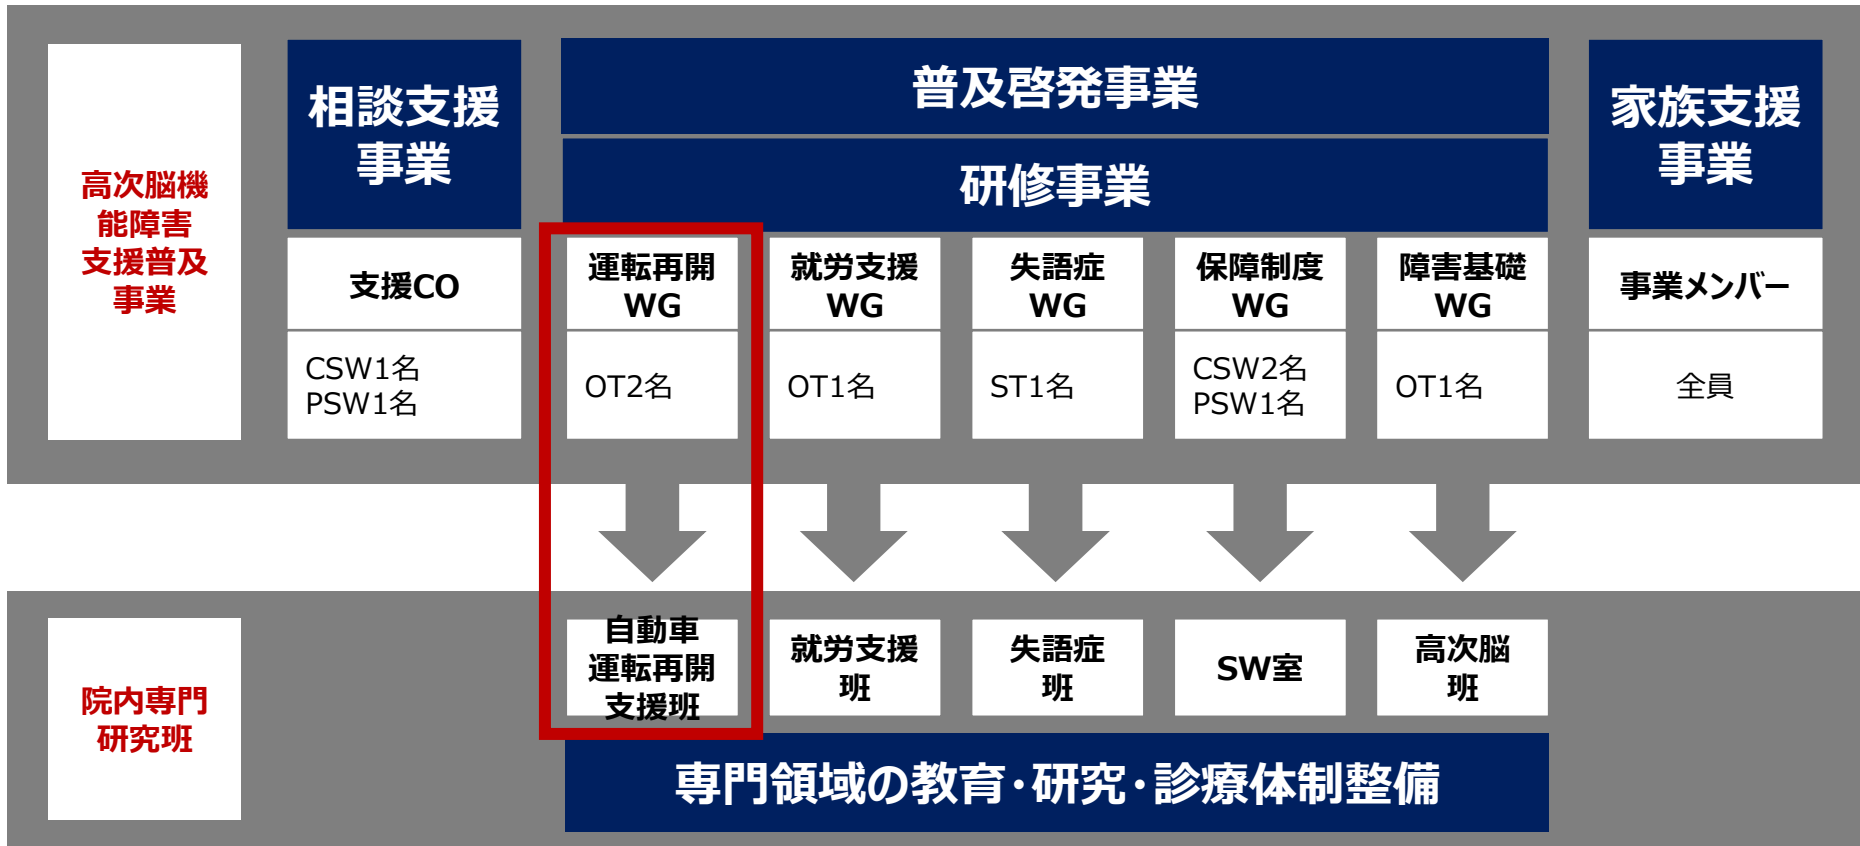 高次脳機
能障害
支援普及
事業
相談支援
事業
普及啓発事業
研修事業
家族支援
事業
支援CO
運転再開
WG
就労支援
WG
失語症
WG
保障制度
WG
障害基礎
WG
事業メンバー
CSW1名
PSW1名
OT2名
OT1名
ST1名
CSW2名
PSW1名
OT1名
全員
院内専門
研究班
自動車
運転再開
支援班
就労支援
班
失語症
班
SW室
高次脳
班
専門領域の教育・研究・診療体制整備